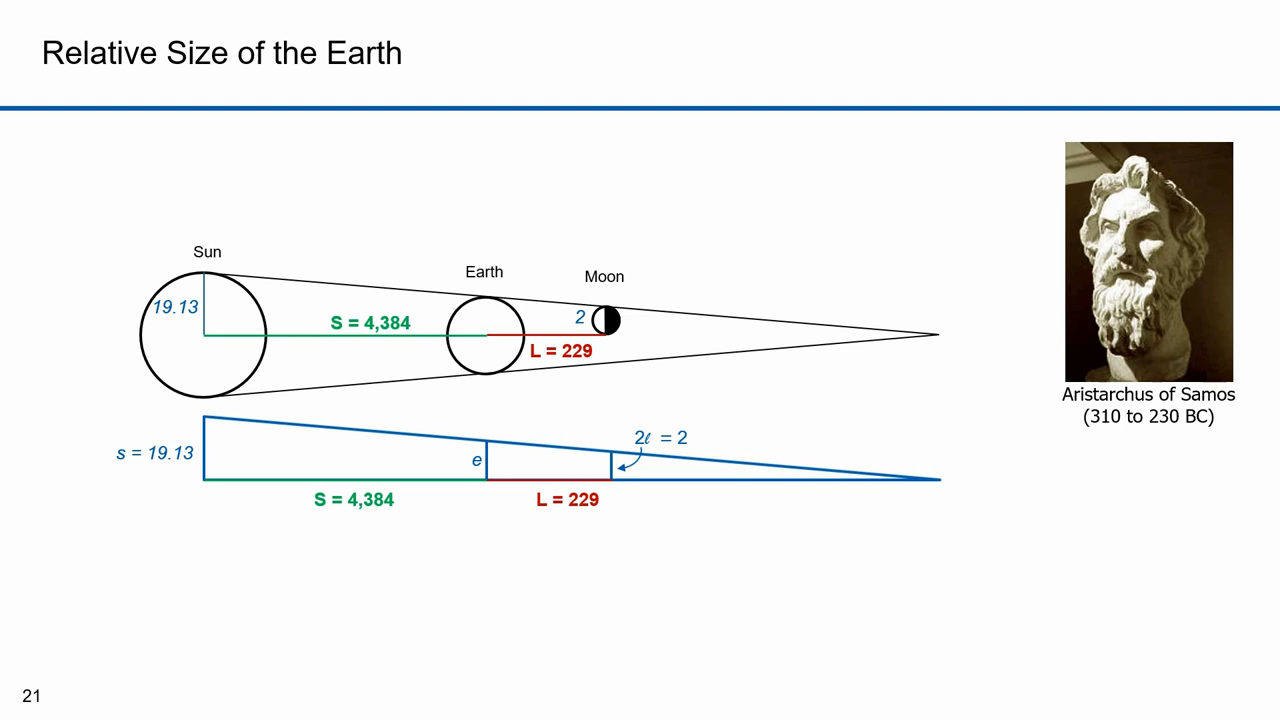 Relative Size of the Earth
Sun
Earth
Moon
19.13
S = 4,384
2
L = 229
Aristarchus of Samos
(310 to 230 BC)
s = 19.13
e
2ℓ = 2
S = 4,384
L = 229
21